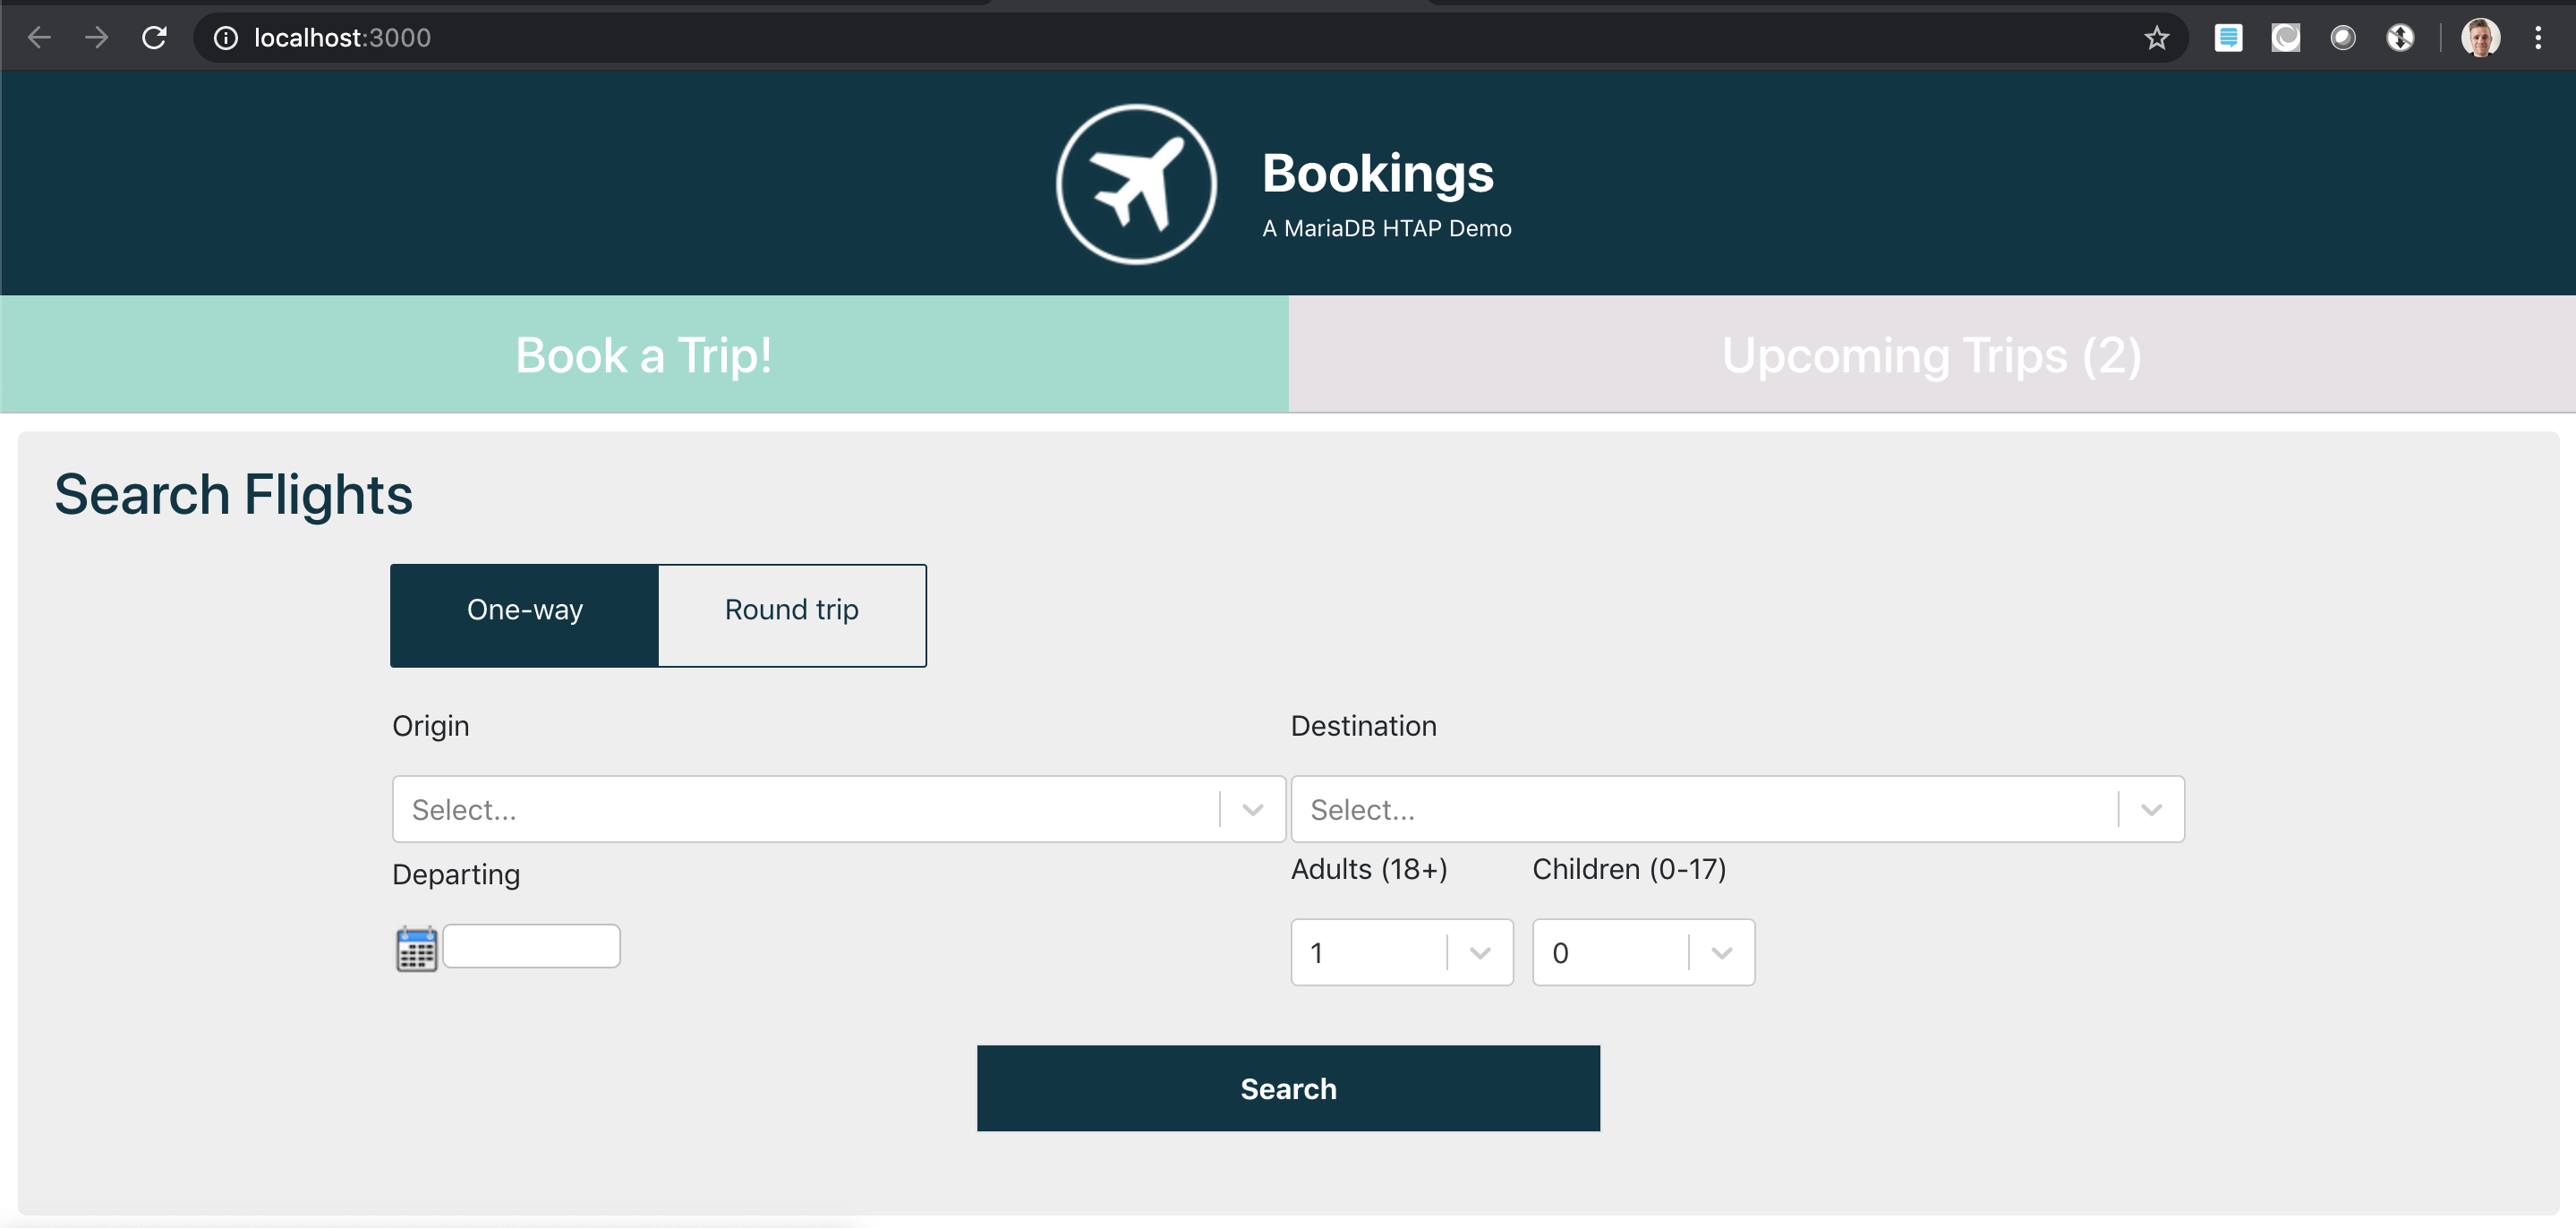 localhost:3000
Bookings
A MariaDB HTAP Demo
Book a Trip!
Upcoming Trips (2)
Search Flights
One-way
Round trip
Origin
Destination
Select...
Select...
Departing
Adults (18+)
Children (0-17)
1
0
Search